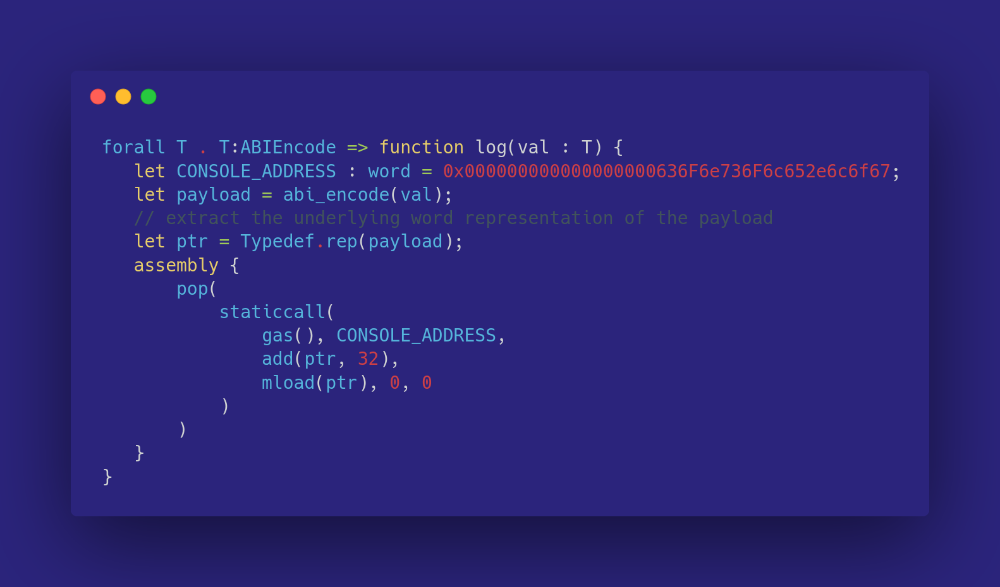 forall T . T:ABIEncode => function log(val : T) {
let CONSOLE_ADDRESS : word = 0x000000000000000000636F6e736F6c652e6c6f67;
let payload = abi_encode(val);
// extract the underlying word representation of the payload
let ptr = Typedef.rep(payload);
assembly {
pop(
staticcall(
gas(), CONSOLE_ADDRESS,
add(ptr, 32),
mload(ptr), 0, 0
)
)
}
}